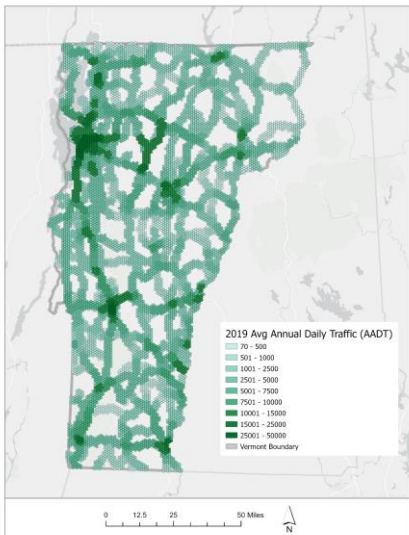 2019 Avg Annual Daily Traffic (AADT)
70 - 500
501 - 1000
1001 - 2500
2501 - 5000
5001 - 7500
7501 - 10000
10001 - 15000
15001 - 25000
25001 - 50000
Vermont Boundary
0 12.5 25 50 Miles
N